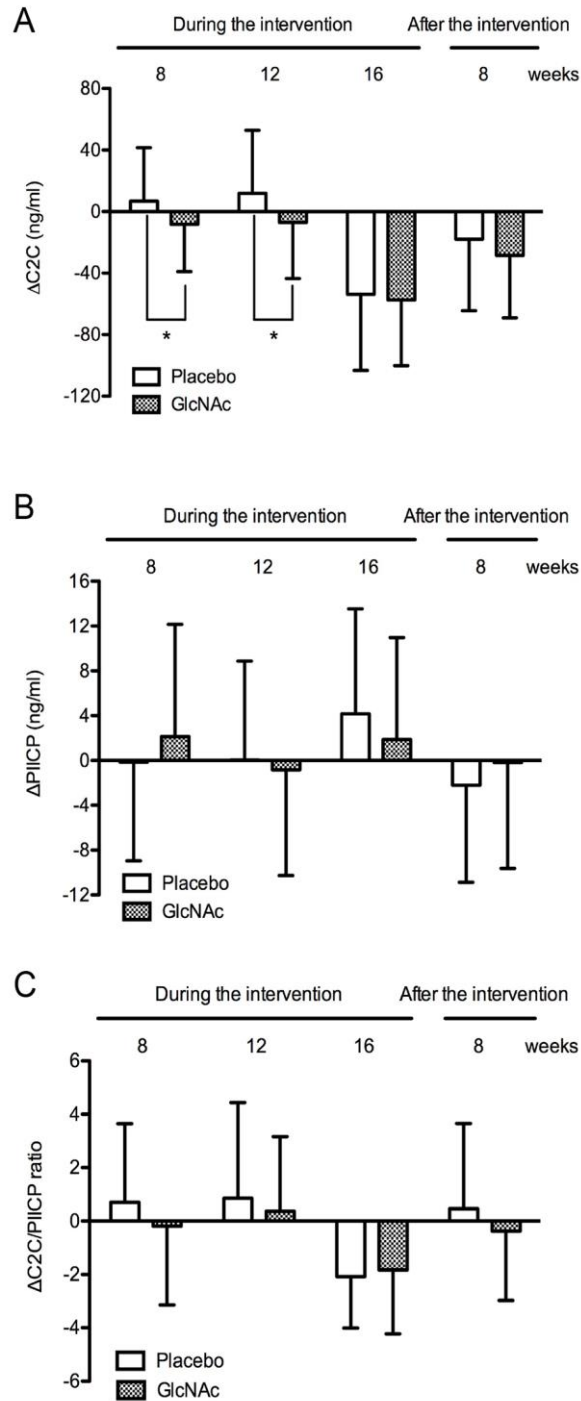 A
During the intervention After the intervention
8 12 16 8 weeks
80
40
0
-40
-80
-120
ΔC2C (ng/ml)
* *
Placebo
GlcNAc
B
During the intervention After the intervention
8 12 16 8 weeks
16
12
8
4
0
-4
-8
-12
ΔPIICP (ng/ml)
Placebo
GlcNAc
C
During the intervention After the intervention
8 12 16 8 weeks
6
4
2
0
-2
-4
-6
ΔC2C/PIICP ratio
Placebo
GlcNAc